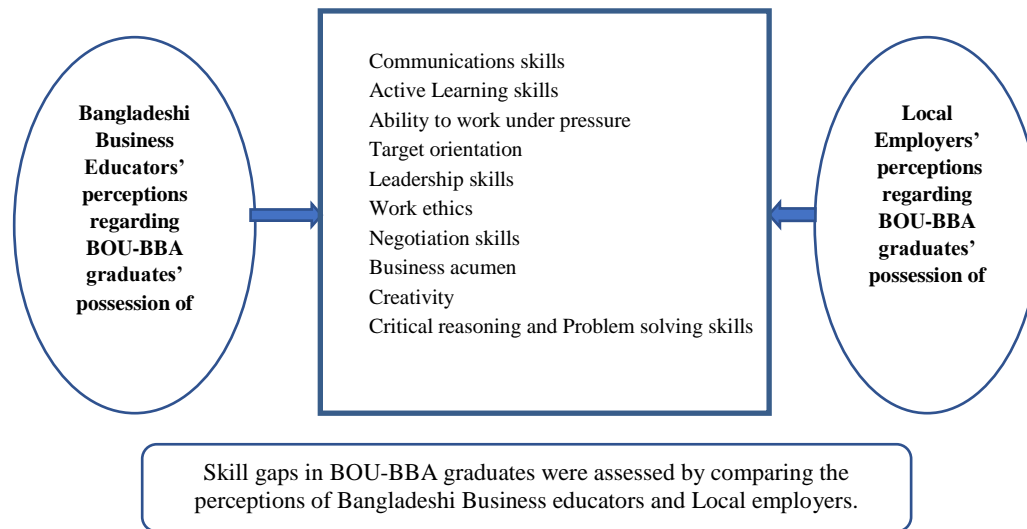 Bangladeshi
Business
Educators’
perceptions
regarding
BOU-BBA
graduates’
possession of
Communications skills
Active Learning skills
Ability to work under pressure
Target orientation
Leadership skills
Work ethics
Negotiation skills
Business acumen
Creativity
Critical reasoning and Problem solving skills
Local
Employers’
perceptions
regarding
BOU-BBA
graduates’
possession of
Skill gaps in BOU-BBA graduates were assessed by comparing the
perceptions of Bangladeshi Business educators and Local employers.